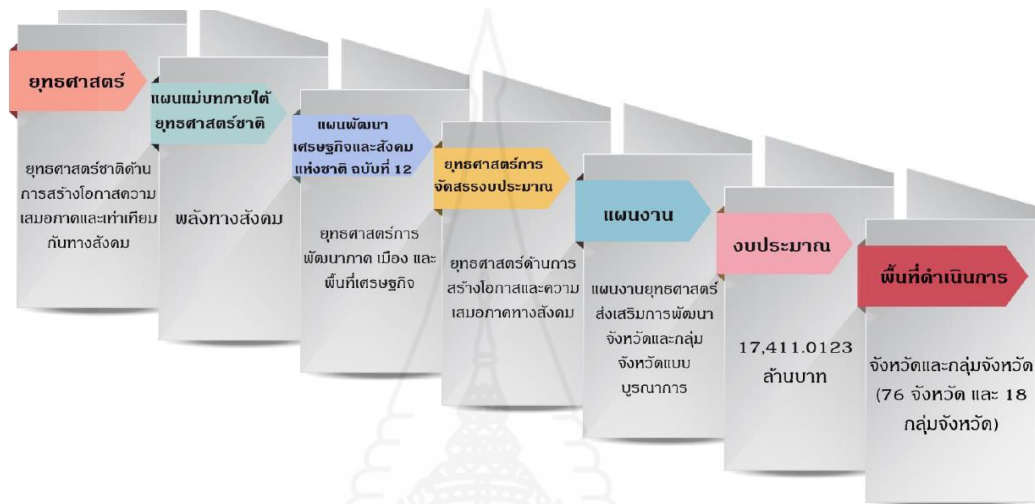 ยุทธศาสตร์
ยุทธศาสตร์ชาติด้าน
การสร้างโอกาสความ
เสมอภาคและเท่าเทียม
กันทางสังคม
แผนแม่บทภายใต้
ยุทธศาสตร์ชาติ
พลังทางสังคม
แผนพัฒนา
เศรษฐกิจและสังคม
แห่งชาติ ฉบับที่ 12
ยุทธศาสตร์การ
พัฒนาภาค เมือง และ
พื้นที่เศรษฐกิจ
ยุทธศาสตร์การ
จัดสรรงบประมาณ
ยุทธศาสตร์ด้านการ
สร้างโอกาสและความ
เสมอภาคทางสังคม
แผนงาน
แผนงานยุทธศาสตร์
ส่งเสริมการพัฒนา
จังหวัดและกลุ่ม
จังหวัดแบบ
บูรณาการ
งบประมาณ
17,411.0123
ล้านบาท
พื้นที่ดำเนินการ
จังหวัดและกลุ่มจังหวัด
(76 จังหวัด และ 18
กลุ่มจังหวัด)